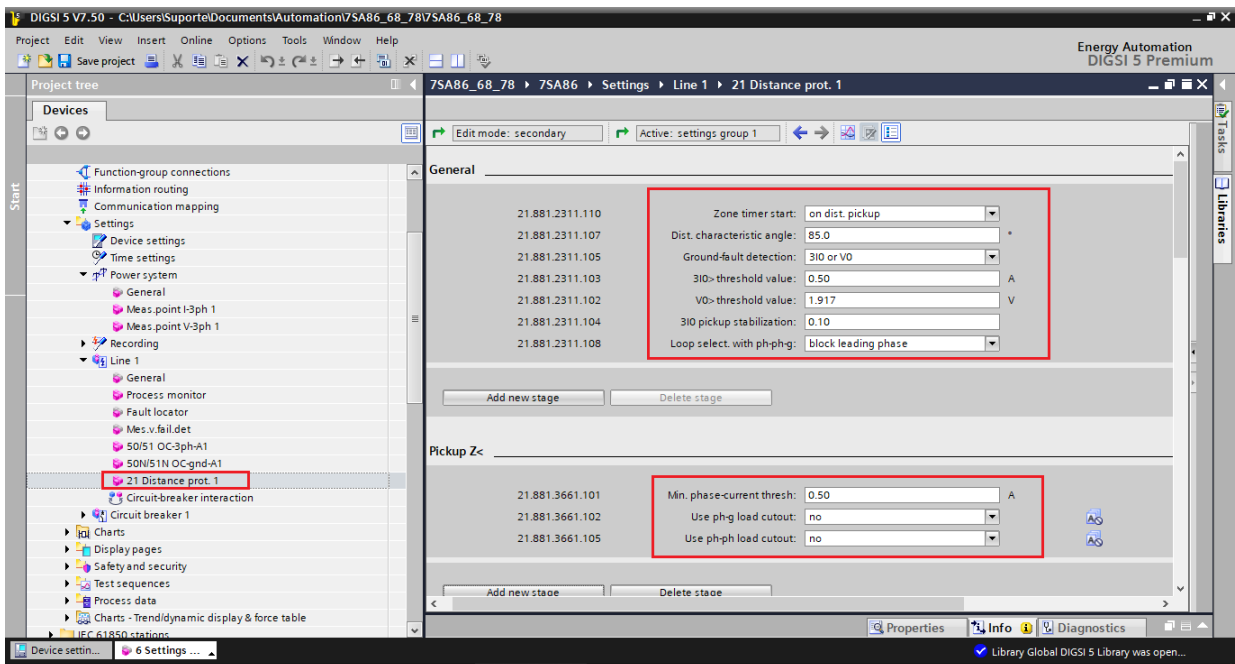 DIGSI 5 V7.50 - C:\Users\Suporte\Documents\Automation\7SA86_68_78\7SA86_68_78
Project Edit View Insert Online Options Tools Window Help
Save project
Energy Automation
DIGSI 5 Premium
Project tree
7SA86_68_78 7SA86 Settings Line 1 21 Distance prot. 1
Devices
Edit mode: secondary Active: settings group 1
Start
Tasks
Libraries
Function-group connections
Information routing
Communication mapping
Settings
Device settings
Time settings
Power system
General
Meas.point I-3ph 1
Meas.point V-3ph 1
Recording
Line 1
General
Process monitor
Fault locator
Mes.v.fail.det
50/51 OC-3ph-A1
50N/51N OC-gnd-A1
21 Distance prot. 1
Circuit-breaker interaction
Circuit breaker 1
Charts
Display pages
Safety and security
Test sequences
Process data
Charts - Trend/dynamic display & force table
IEC 61850 stations
General
21.881.2311.110 Zone timer start: on dist. pickup
21.881.2311.107 Dist. characteristic angle: 85.0 °
21.881.2311.105 Ground-fault detection: 3I0 or V0
21.881.2311.103 3I0> threshold value: 0.50 A
21.881.2311.102 V0> threshold value: 1.917 V
21.881.2311.104 3I0 pickup stabilization: 0.10
21.881.2311.108 Loop select. with ph-ph-g: block leading phase
Add new stage Delete stage
Pickup Z<
21.881.3661.101 Min. phase-current thresh: 0.50 A
21.881.3661.102 Use ph-g load cutout: no
21.881.3661.105 Use ph-ph load cutout: no
Add new stage Delete stage
Properties Info Diagnostics
Device settin... 6 Settings ... Library Global DIGSI 5 Library was open...